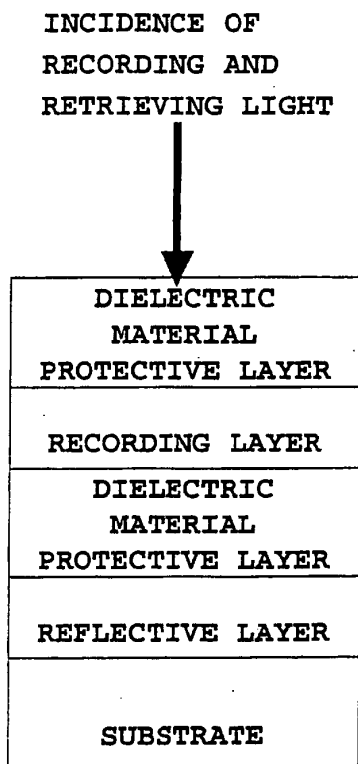 INCIDENCE OF
RECORDING AND
RETRIEVING LIGHT
DIELECTRIC
MATERIAL
PROTECTIVE LAYER
RECORDING LAYER
DIELECTRIC
MATERIAL
PROTECTIVE LAYER
REFLECTIVE LAYER
SUBSTRATE